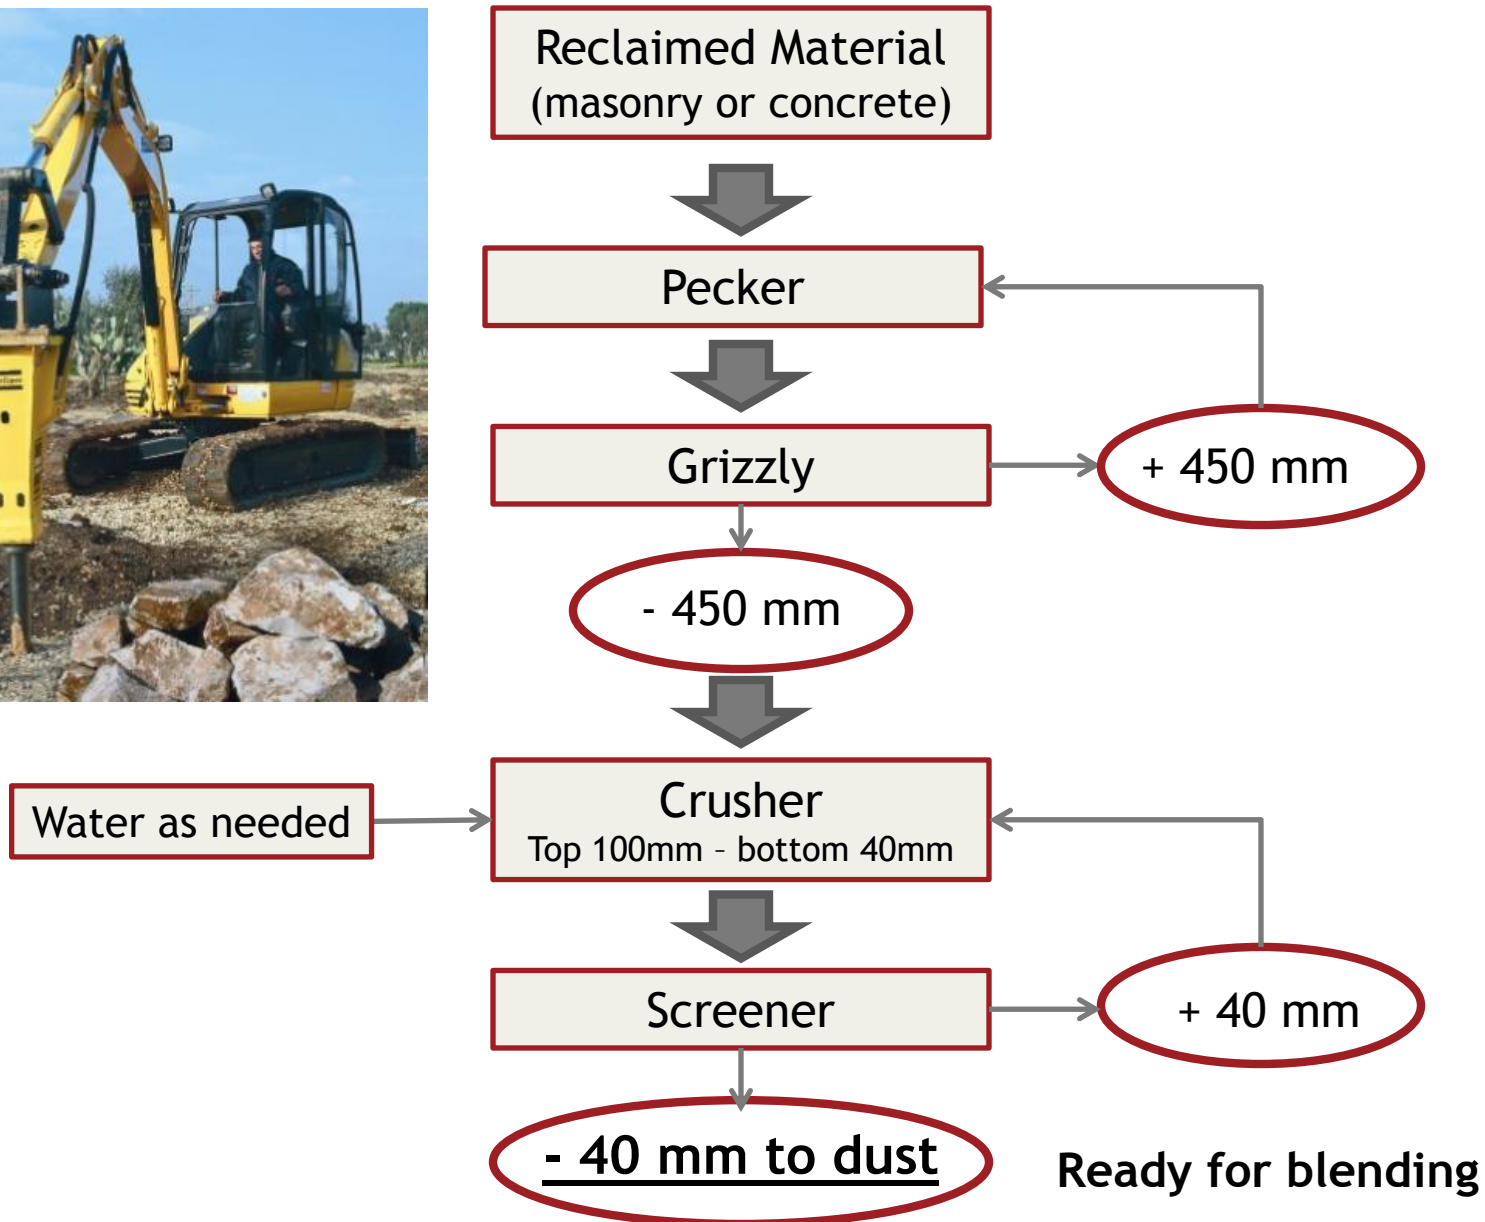 Reclaimed Material
(masonry or concrete)
Pecker
Grizzly
+ 450 mm
- 450 mm
Water as needed
Crusher
Top 100mm – bottom 40mm
Screener
+ 40 mm
- 40 mm to dust
Ready for blending